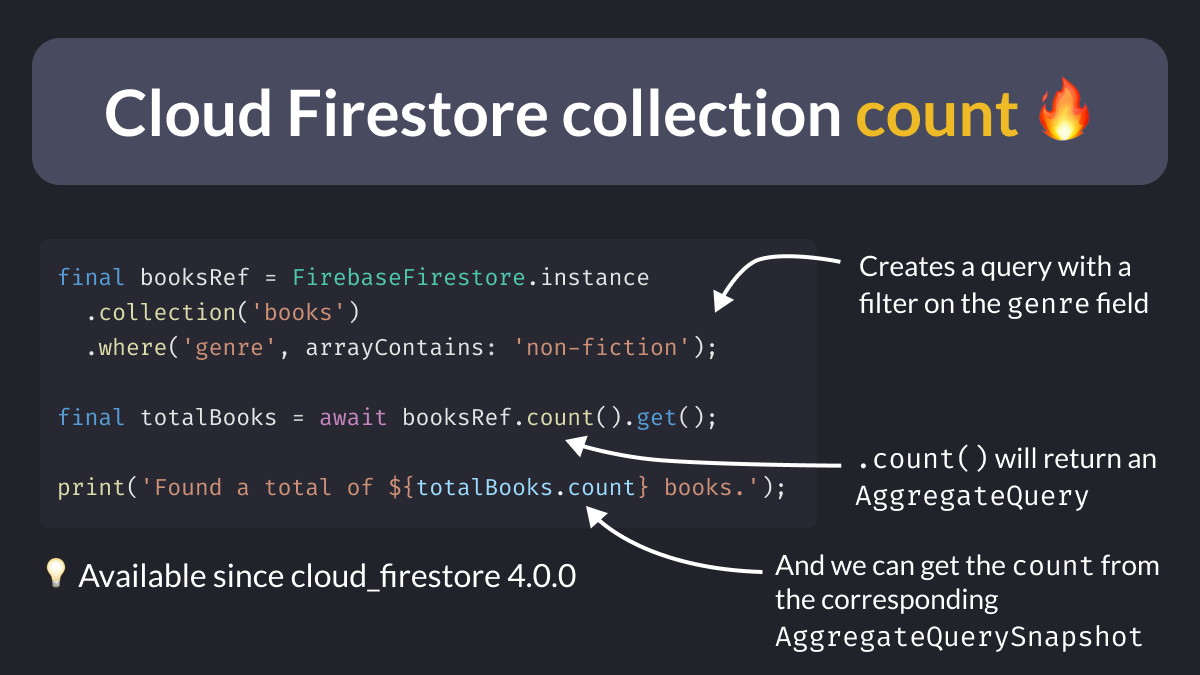 Cloud Firestore collection count 🔥
final booksRef = FirebaseFirestore.instance
  .collection('books')
  .where('genre', arrayContains: 'non-fiction');
final totalBooks = await booksRef.count().get();
print('Found a total of ${totalBooks.count} books.');
Creates a query with a
filter on the genre field
.count() will return an
AggregateQuery
And we can get the count from
the corresponding
AggregateQuerySnapshot
💡 Available since cloud_firestore 4.0.0